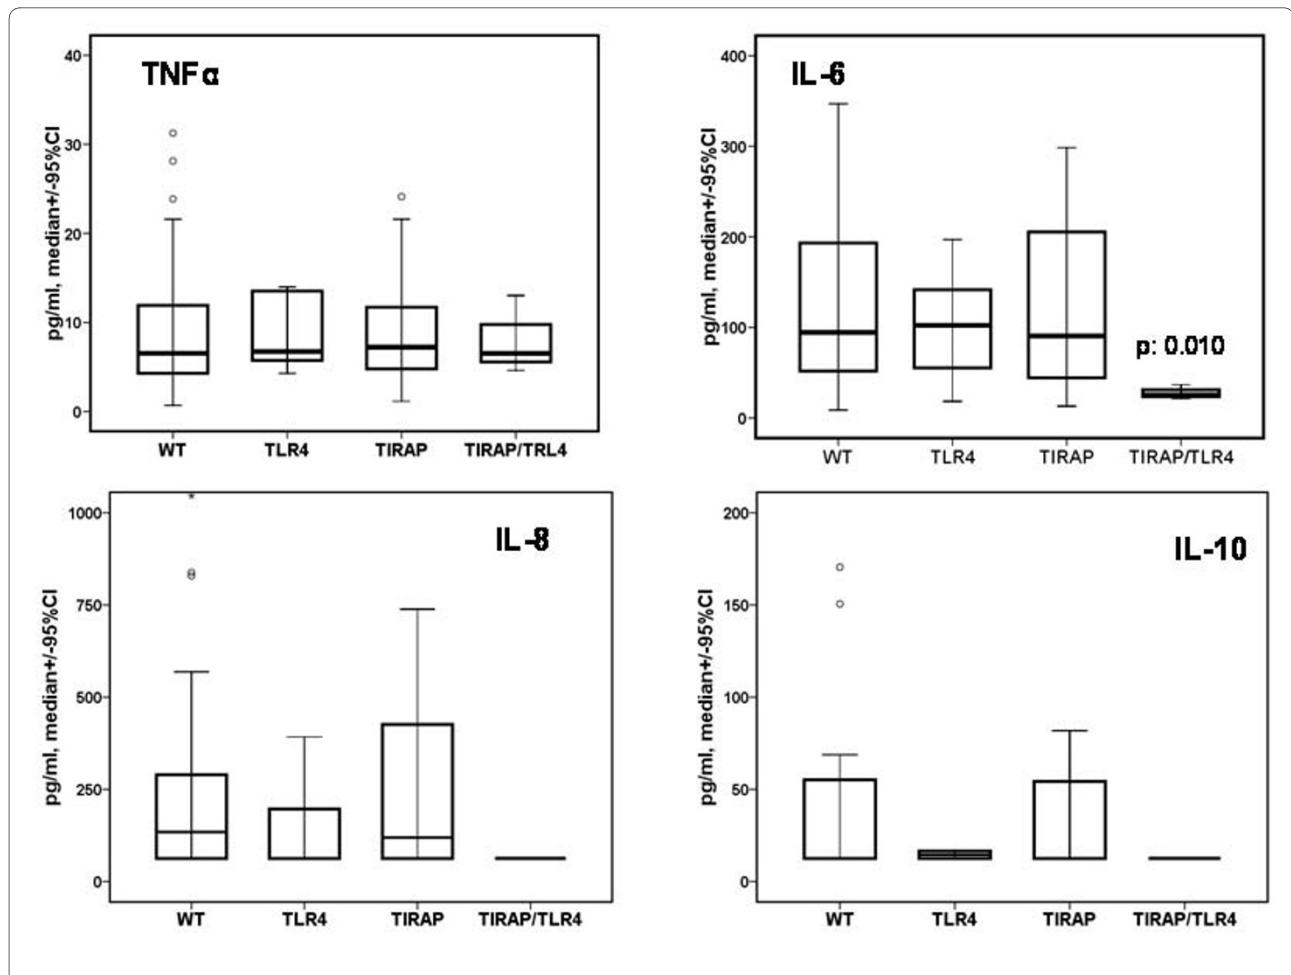 TNFα
pg/ml, median+/-95%CI
40
30
20
10
0
WT TLR4 TIRAP TIRAP/TRL4
IL-6
pg/ml, median+/-95%CI
400
300
200
100
0
p: 0.010
WT TLR4 TIRAP TIRAP/TLR4
IL-8
pg/ml, median+/-95%CI
1000
750
500
250
0
*
WT TLR4 TIRAP TIRAP/TLR4
IL-10
pg/ml, median+/-95%CI
200
150
100
50
0
WT TLR4 TIRAP TIRAP/TLR4